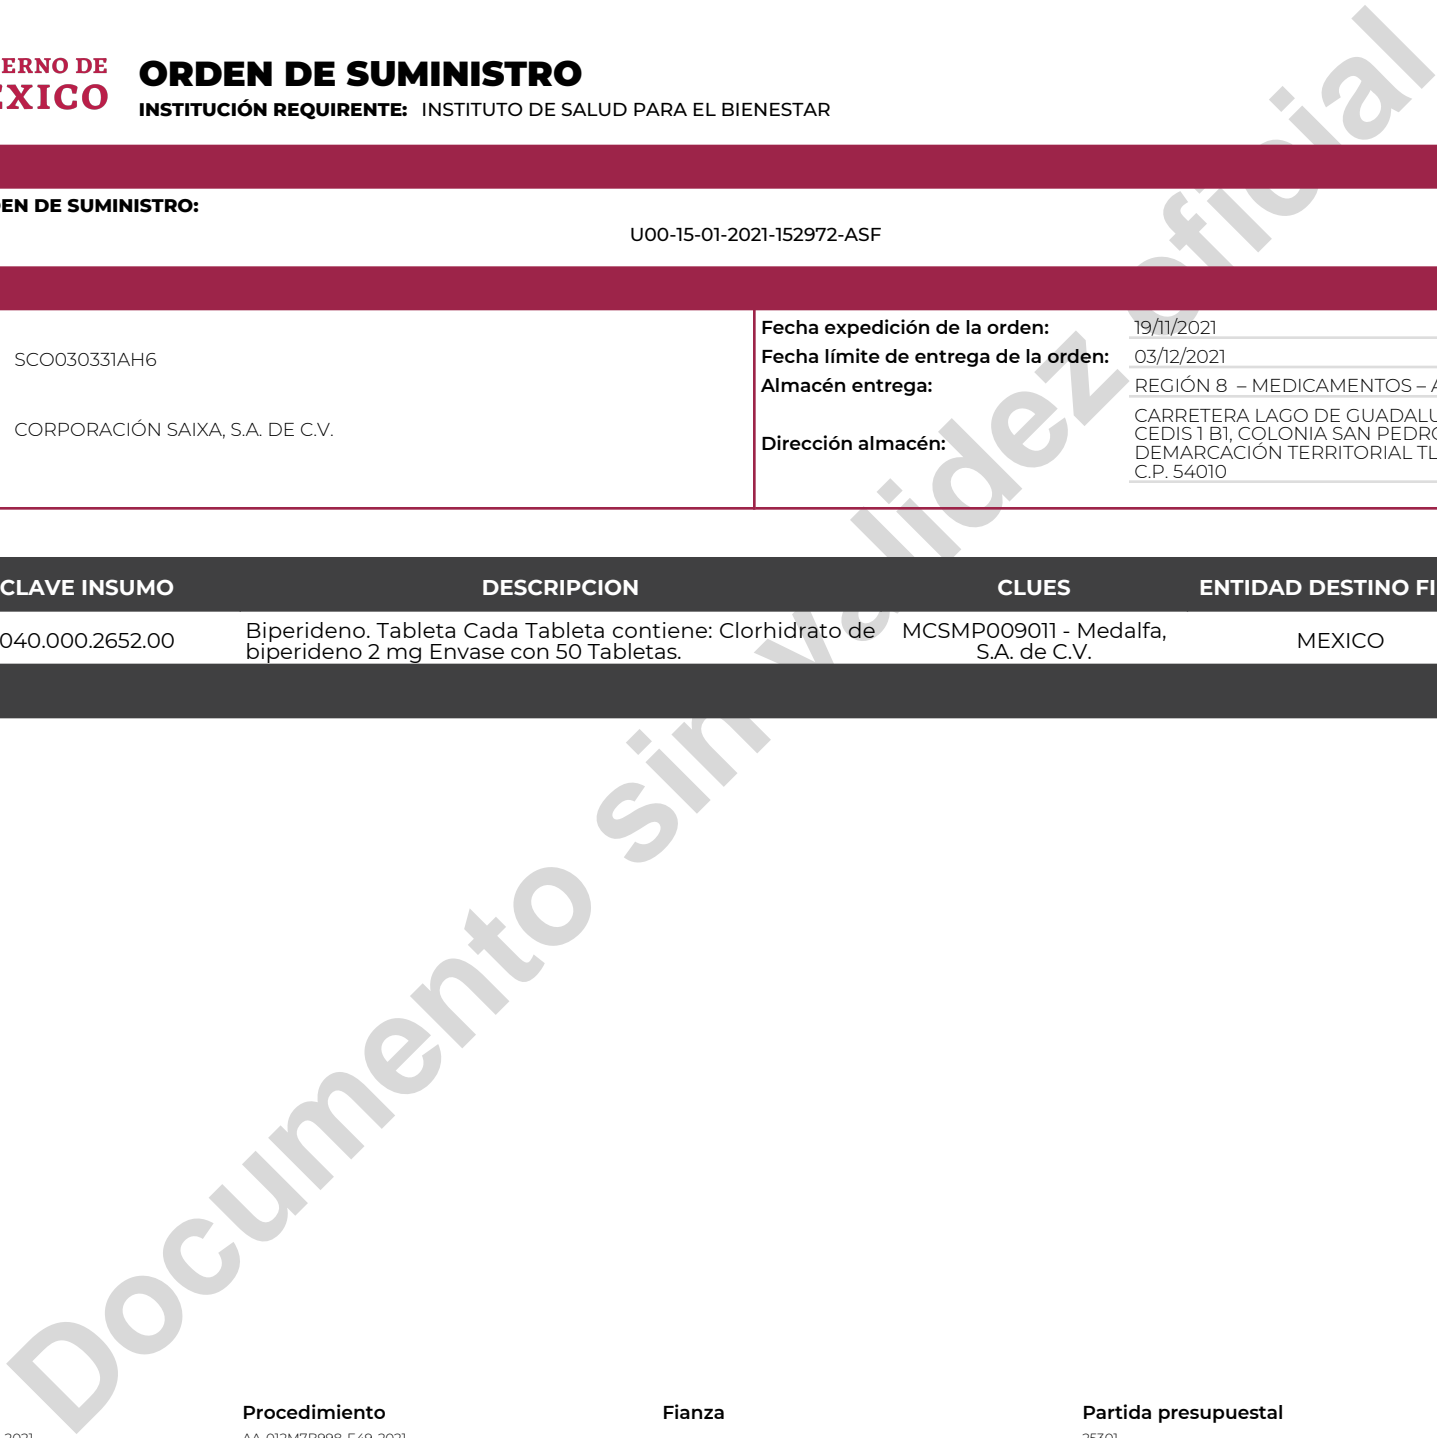 ERNO DE
EXICO
ORDEN DE SUMINISTRO
INSTITUCIÓN REQUIRENTE: INSTITUTO DE SALUD PARA EL BIENESTAR
EN DE SUMINISTRO:
U00-15-01-2021-152972-ASF
SCO030331AH6
CORPORACIÓN SAIXA, S.A. DE C.V.
Fecha expedición de la orden: 19/11/2021
Fecha límite de entrega de la orden: 03/12/2021
Almacén entrega: REGIÓN 8 – MEDICAMENTOS – A
Dirección almacén:
CARRETERA LAGO DE GUADALU
CEDIS 1 B1, COLONIA SAN PEDRO
DEMARCACIÓN TERRITORIAL TL
C.P. 54010
CLAVE INSUMO DESCRIPCION CLUES ENTIDAD DESTINO FI
040.000.2652.00
Biperideno. Tableta Cada Tableta contiene: Clorhidrato de
biperideno 2 mg Envase con 50 Tabletas.
MCSMP009011 - Medalfa,
S.A. de C.V.
MEXICO
Documento sin validez oficial
Procedimiento Fianza Partida presupuestal